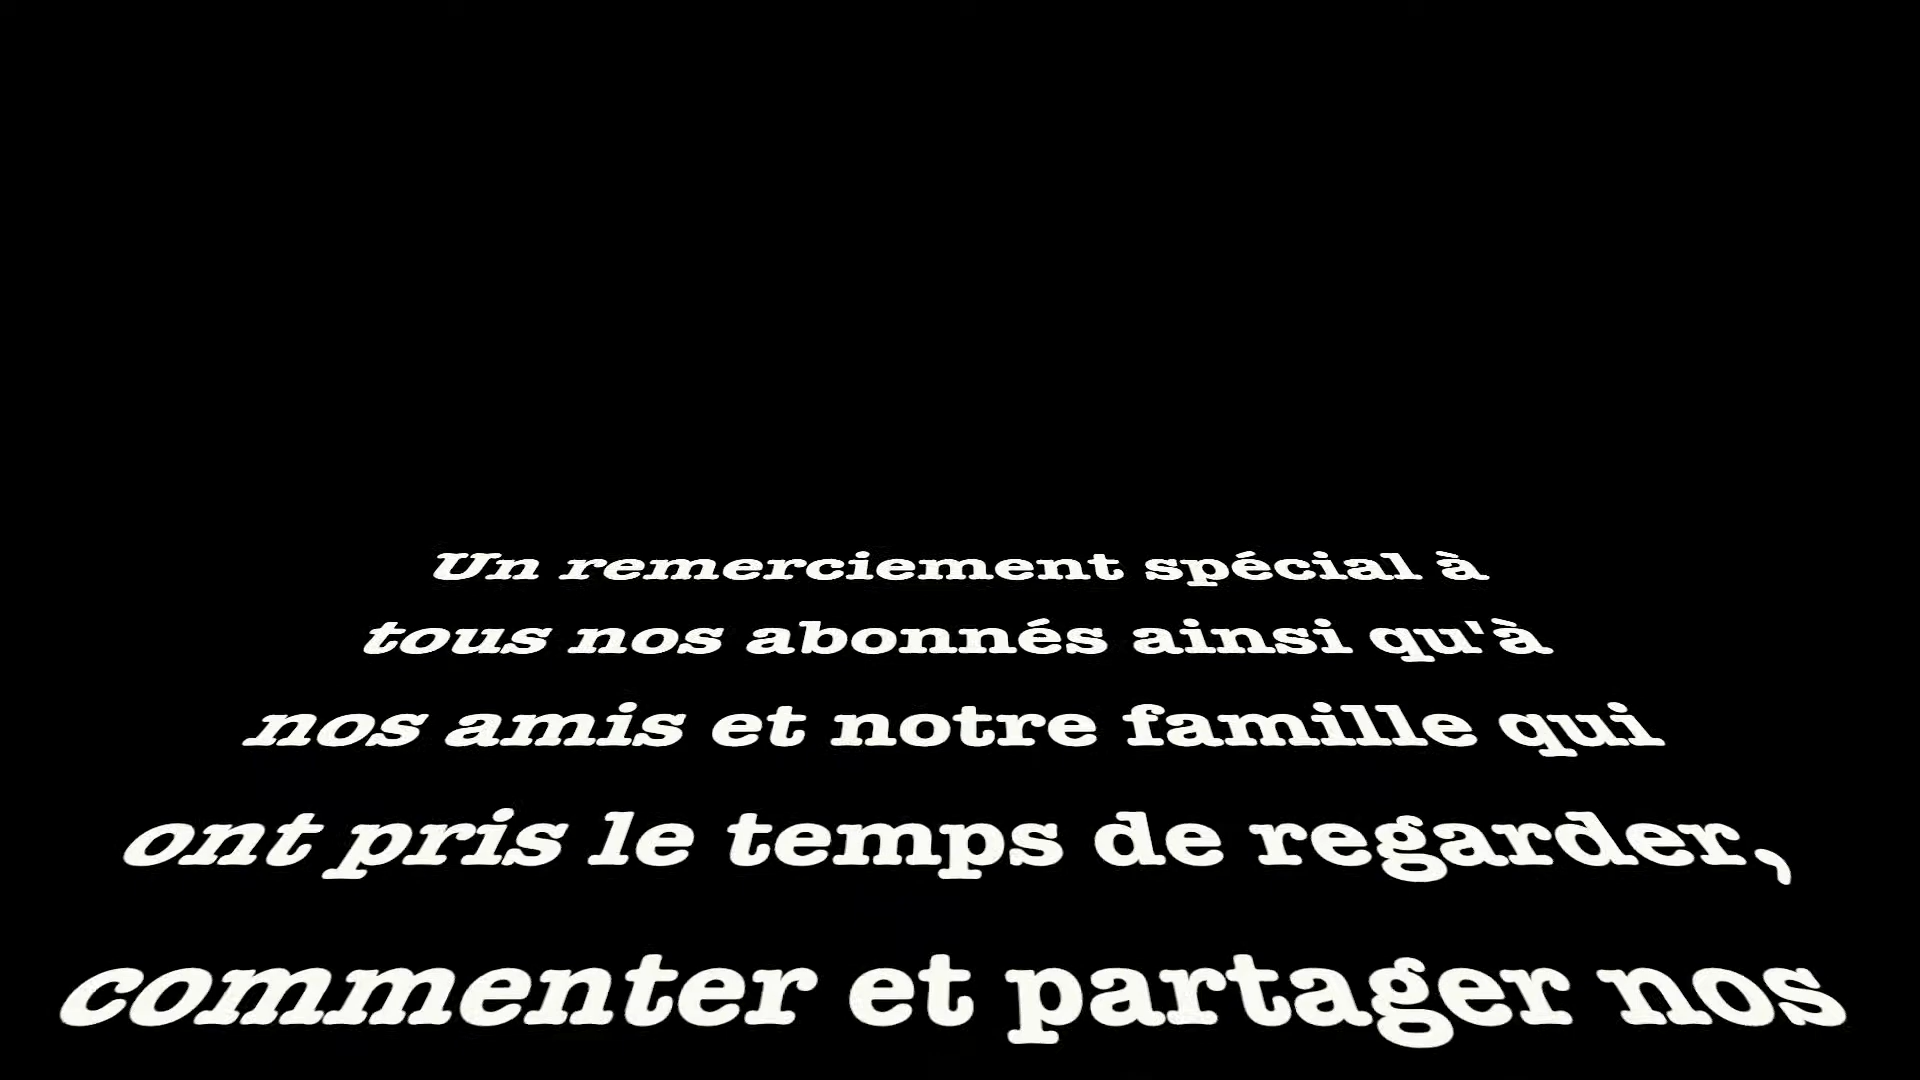 Un remerciement spécial à
tous nos abonnés ainsi qu'à
nos amis et notre famille qui
ont pris le temps de regarder,
commenter et partager nos